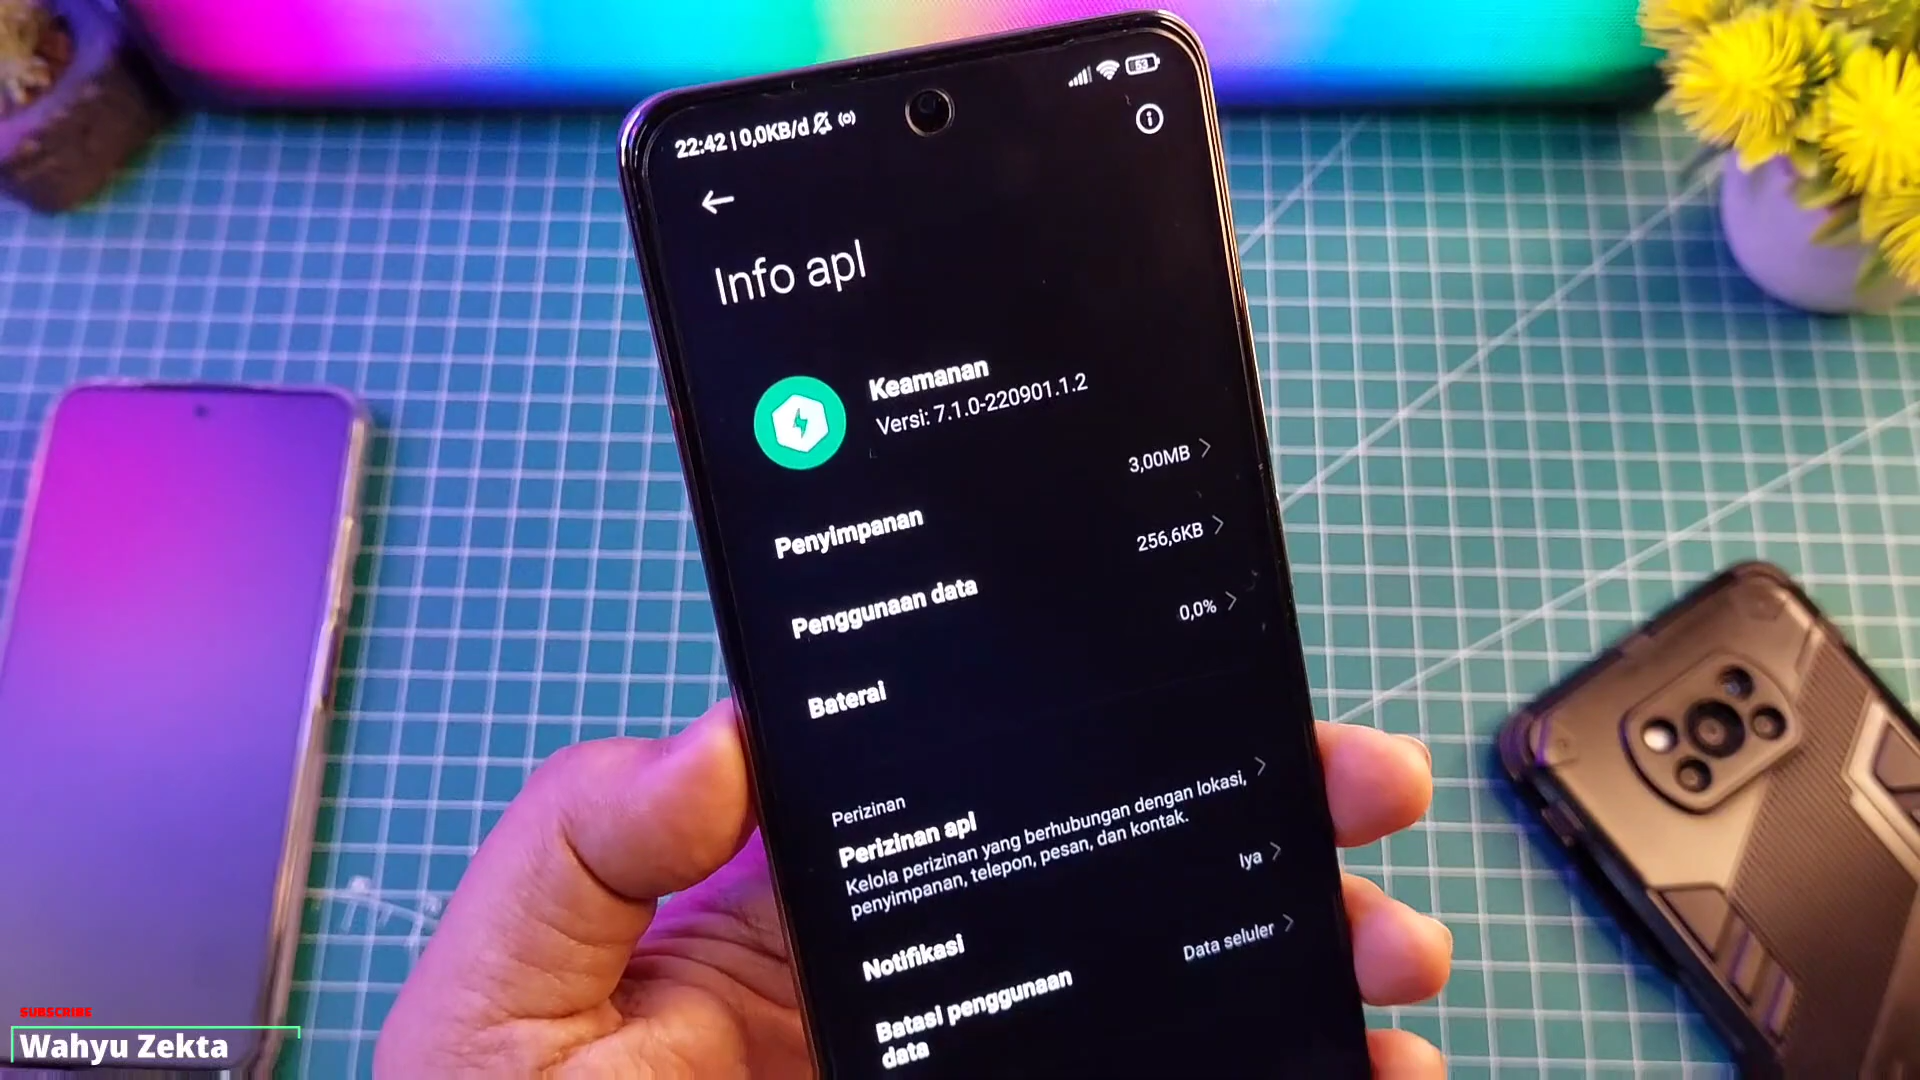 22:42 | 0,0KB/d
53
Info apl
Keamanan
Versi: 7.1.0-220901.1.2
Penyimpanan
3,00MB
Penggunaan data
256,6KB
Baterai
0,0%
Perizinan
Perizinan apl
Kelola perizinan yang berhubungan dengan lokasi,
penyimpanan, telepon, pesan, dan kontak.
Notifikasi
Iya
Batasi penggunaan
data
Data seluler
SUBSCRIBE
Wahyu Zekta